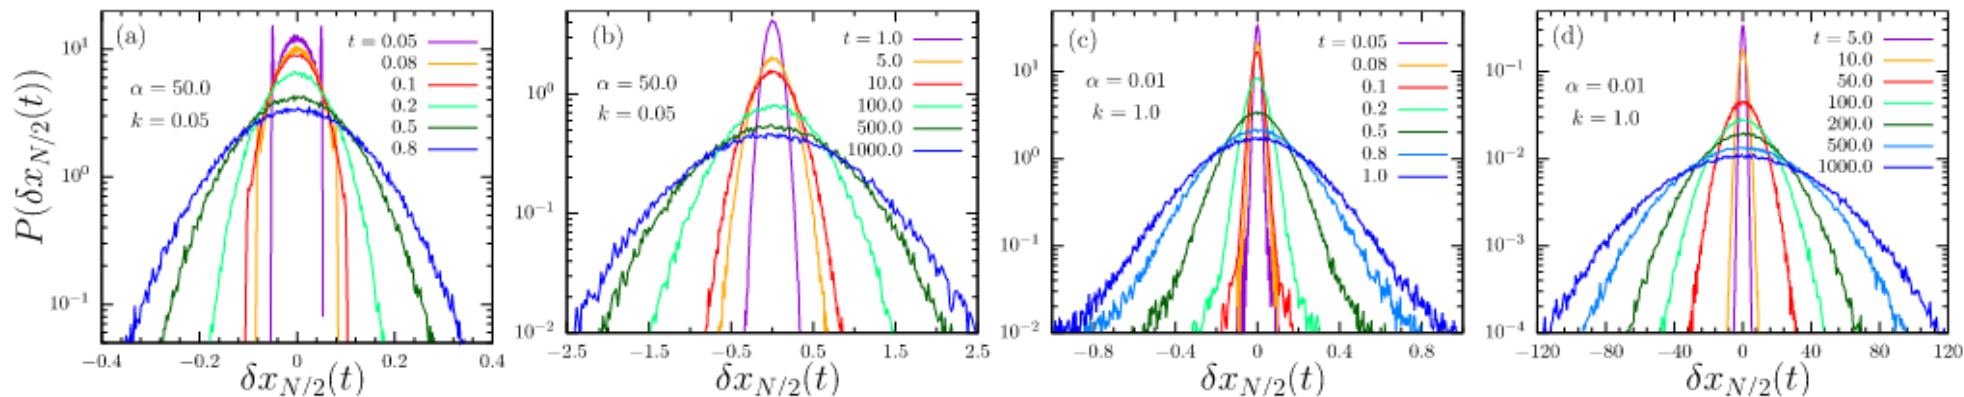 P(δx_{N/2}(t))
(a)
t = 0.05
0.08
0.1
0.2
0.5
0.8
α = 50.0
k = 0.05
10^1
10^0
10^{-1}
−0.4 −0.2 0 0.2 0.4
δx_{N/2}(t)
(b)
t = 1.0
5.0
10.0
100.0
500.0
1000.0
α = 50.0
k = 0.05
10^0
10^{-1}
10^{-2}
−2.5 −1.5 −0.5 0.5 1.5 2.5
δx_{N/2}(t)
(c)
t = 0.05
0.08
0.1
0.2
0.5
0.8
1.0
α = 0.01
k = 1.0
10^1
10^0
10^{-1}
10^{-2}
−0.8 −0.4 0 0.4 0.8
δx_{N/2}(t)
(d)
t = 5.0
10.0
50.0
100.0
200.0
500.0
1000.0
α = 0.01
k = 1.0
10^{-1}
10^{-2}
10^{-3}
10^{-4}
−120 −80 −40 0 40 80 120
δx_{N/2}(t)